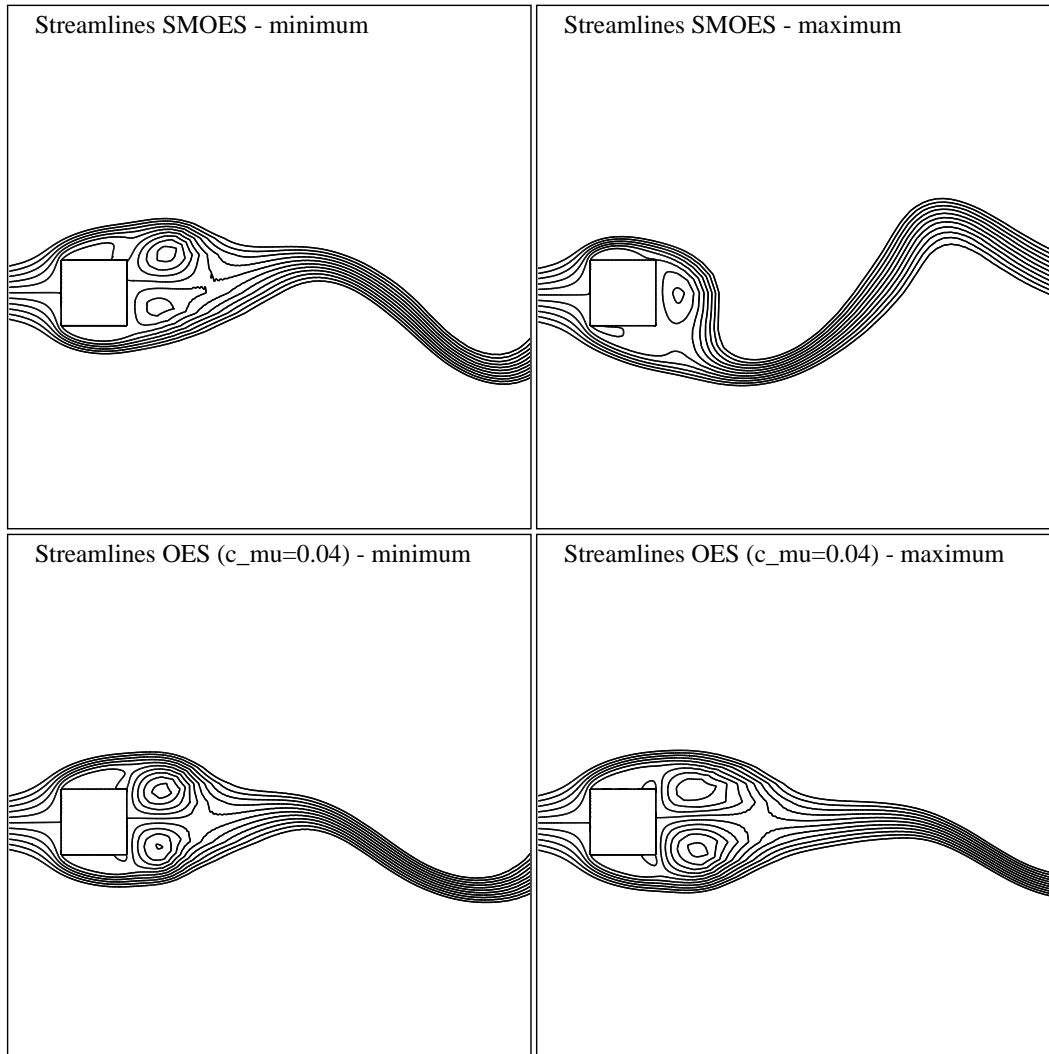 Streamlines SMOES - minimum
Streamlines SMOES - maximum
Streamlines OES (c_mu=0.04) - minimum
Streamlines OES (c_mu=0.04) - maximum